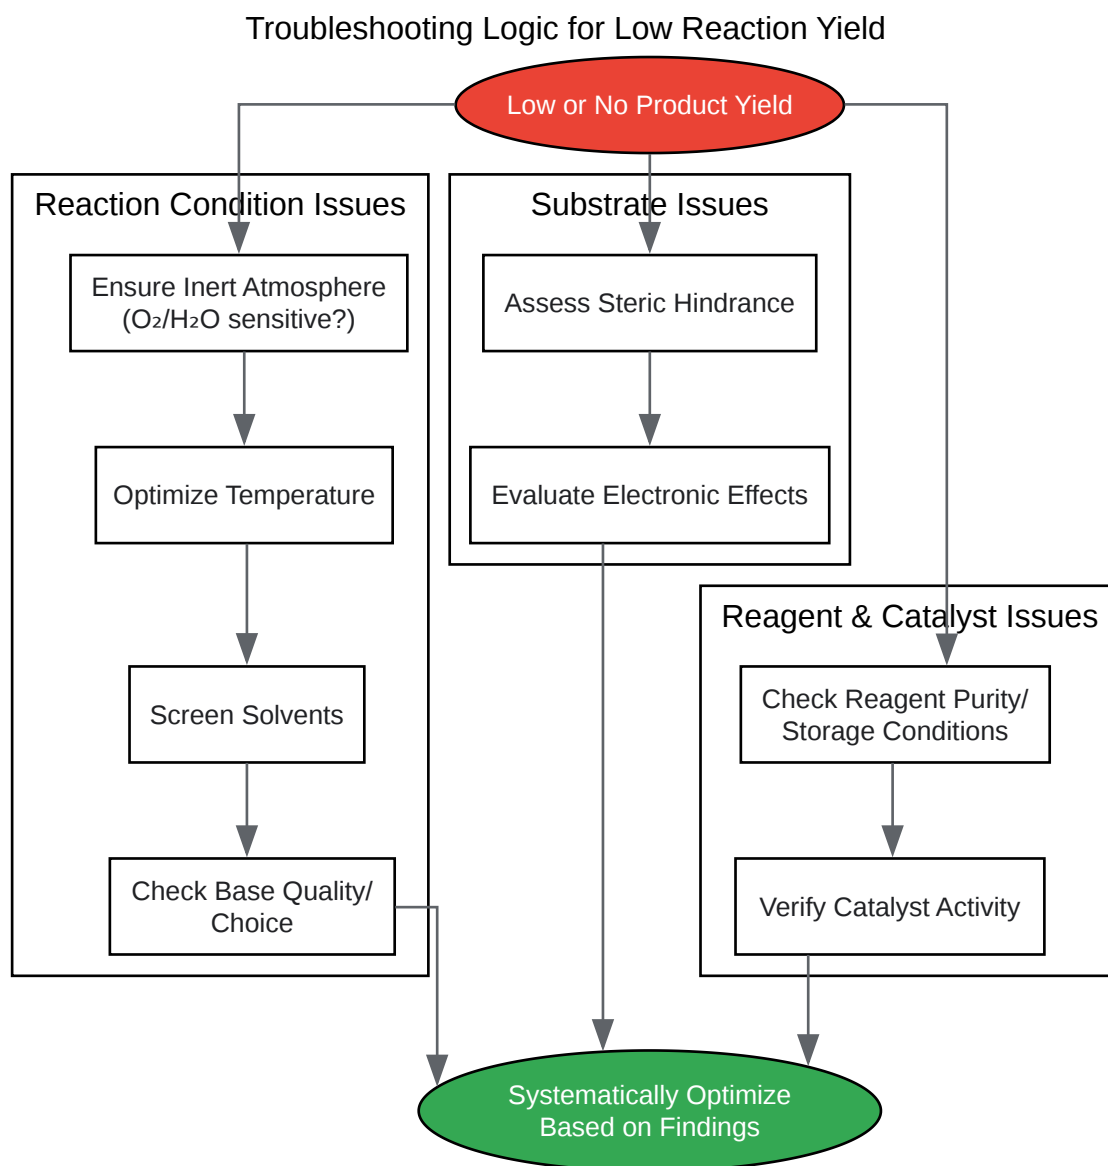 Troubleshooting Logic for Low Reaction Yield
Low or No Product Yield
Reaction Condition Issues
Ensure Inert Atmosphere
(O₂/H₂O sensitive?)
Optimize Temperature
Screen Solvents
Check Base Quality/
Choice
Substrate Issues
Assess Steric Hindrance
Evaluate Electronic Effects
Reagent & Catalyst Issues
Check Reagent Purity/
Storage Conditions
Verify Catalyst Activity
Systematically Optimize
Based on Findings